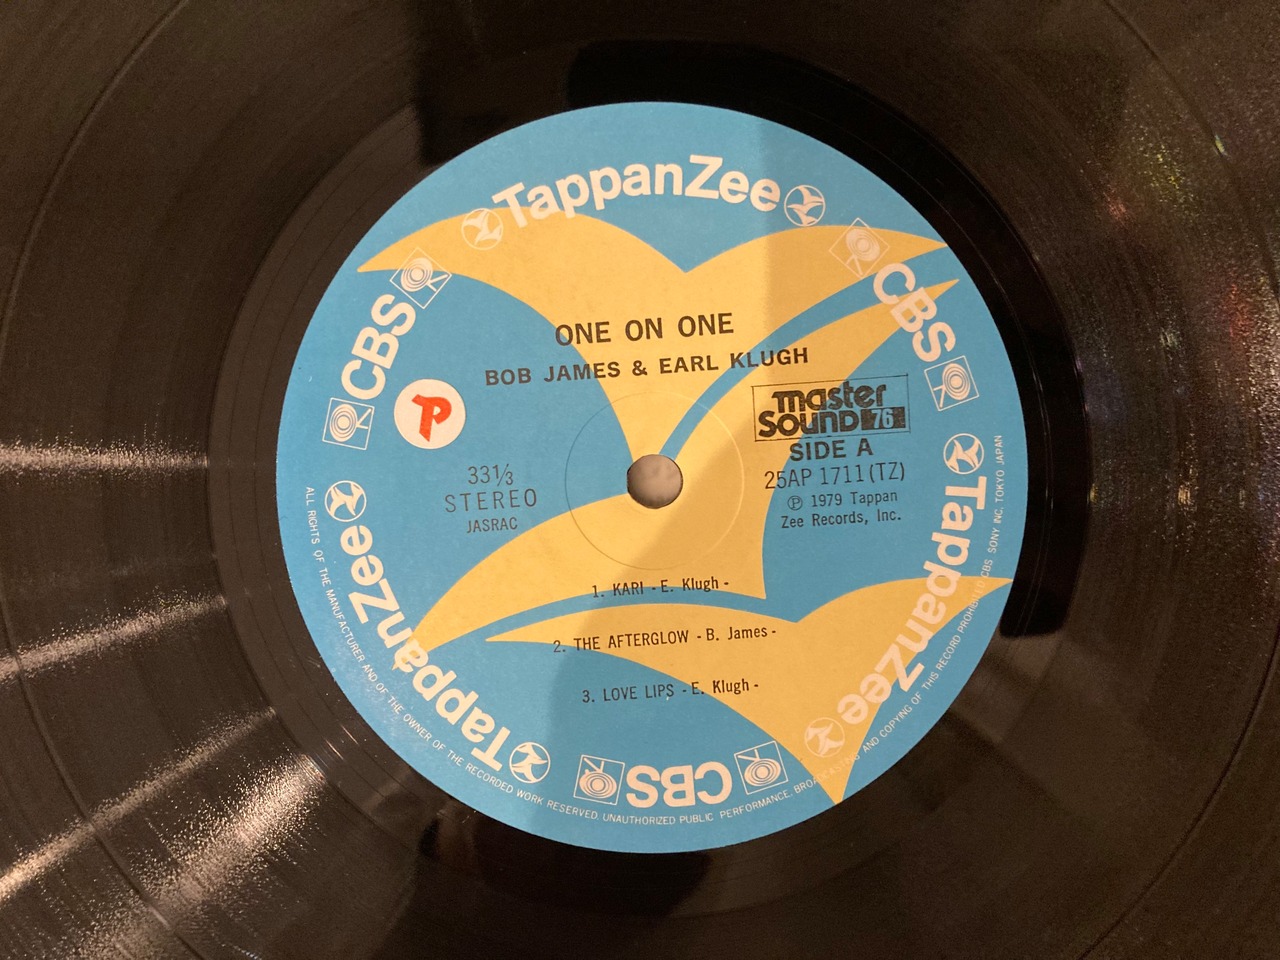 TappanZee
CBS
CBS
ONE ON ONE
BOB JAMES & EARL KLUGH
P
master
SOUND 76
SIDE A
25AP 1711(TZ)
Ⓟ 1979 Tappan
Zee Records, Inc.
33⅓
STEREO
JASRAC
1. KARI - E. Klugh -
2. THE AFTERGLOW - B. James -
3. LOVE LIPS - E. Klugh -
TappanZee
TappanZee
CBS
ALL RIGHTS OF THE MANUFACTURER AND OF THE OWNER OF THE RECORDED WORK RESERVED. UNAUTHORIZED PUBLIC PERFORMANCE. BROADCASTING AND COPYING OF THIS RECORD PROHIBITED CBS SONY INC. TOKYO JAPAN